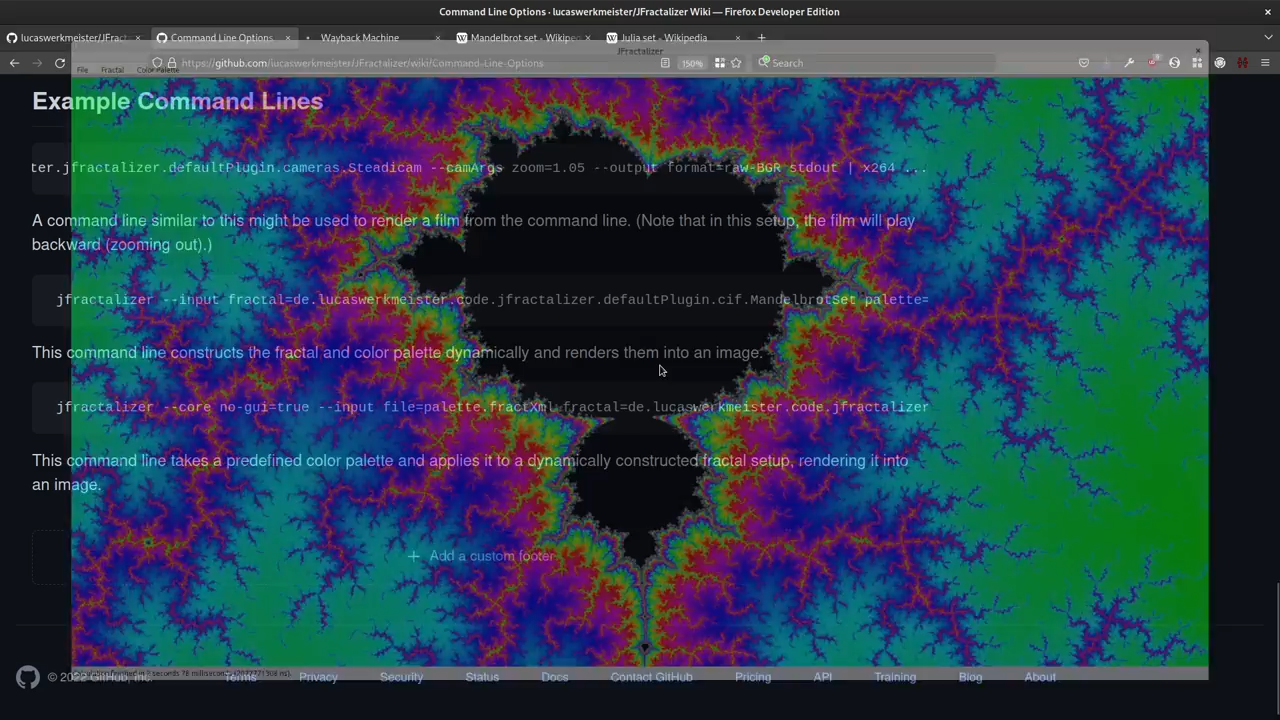 Command Line Options · lucaswerkmeister/JFractalizer Wiki — Firefox Developer Edition
lucaswerkmeister/JFract
Command Line Options ·
Wayback Machine
Mandelbrot set - Wikipe
Julia set - Wikipedia
JFractalizer
https://github.com/lucaswerkmeister/JFractalizer/wiki/Command-Line-Options
150%
Search
File Fractal Color Palette
Example Command Lines
ter.jfractalizer.defaultPlugin.cameras.Steadicam --camArgs zoom=1.05 --output format=raw-BGR stdout | x264 ...
A command line similar to this might be used to render a film from the command line. (Note that in this setup, the film will play
backward (zooming out).)
jfractalizer --input fractal=de.lucaswerkmeister.code.jfractalizer.defaultPlugin.cif.MandelbrotSet palette=
This command line constructs the fractal and color palette dynamically and renders them into an image.
jfractalizer --core no-gui=true --input file=palette.fractXml fractal=de.lucaswerkmeister.code.jfractalizer
This command line takes a predefined color palette and applies it to a dynamically constructed fractal setup, rendering it into
an image.
+ Add a custom footer
GitHub, Inc.
Terms
Privacy
Security
Status
Docs
Contact GitHub
Pricing
API
Training
Blog
About